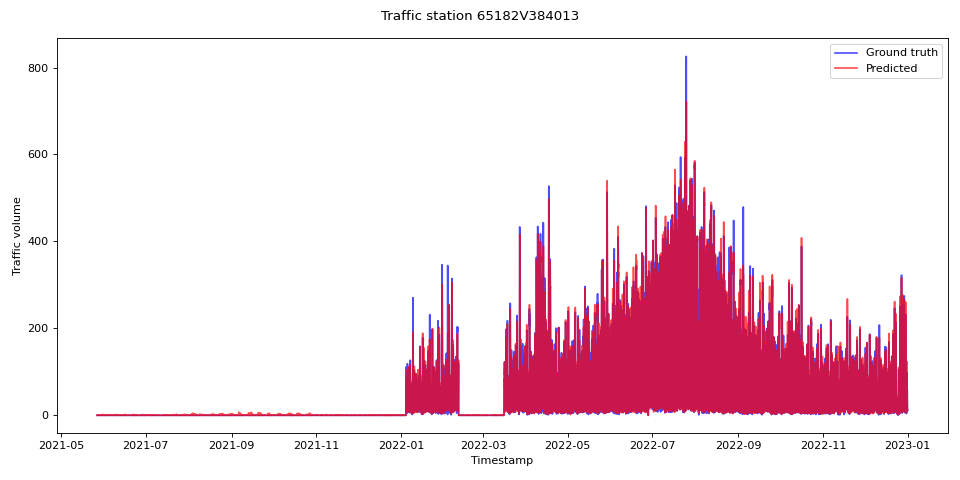 Traffic station 65182V384013
Ground truth
Predicted
Traffic volume
800
600
400
200
0
2021-05 2021-07 2021-09 2021-11 2022-01 2022-03 2022-05 2022-07 2022-09 2022-11 2023-01
Timestamp